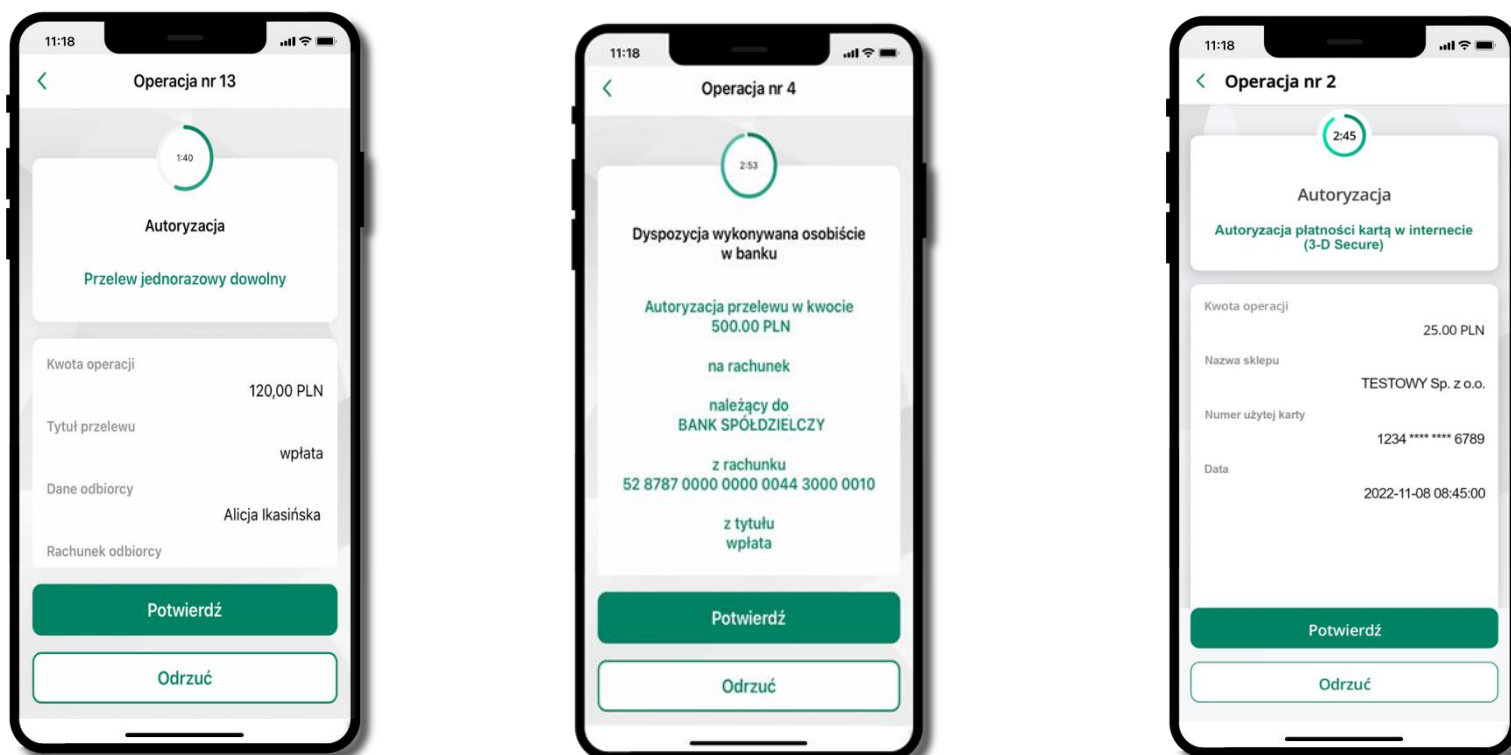 11:18
Operacja nr 13
1:40
Autoryzacja
Przelew jednorazowy dowolny
Kwota operacji
120,00 PLN
Tytuł przelewu
wpłata
Dane odbiorcy
Alicja Ikasińska
Rachunek odbiorcy
Potwierdź
Odrzuć
11:18
Operacja nr 4
2:53
Dyspozycja wykonywana osobiście
w banku
Autoryzacja przelewu w kwocie
500.00 PLN
na rachunek
należący do
BANK SPÓŁDZIELCZY
z rachunku
52 8787 0000 0000 0044 3000 0010
z tytułu
wpłata
Potwierdź
Odrzuć
11:18
Operacja nr 2
2:45
Autoryzacja
Autoryzacja płatności kartą w internecie
(3-D Secure)
Kwota operacji
25.00 PLN
Nazwa sklepu
TESTOWY Sp. z o.o.
Numer użytej karty
1234 **** **** 6789
Data
2022-11-08 08:45:00
Potwierdź
Odrzuć